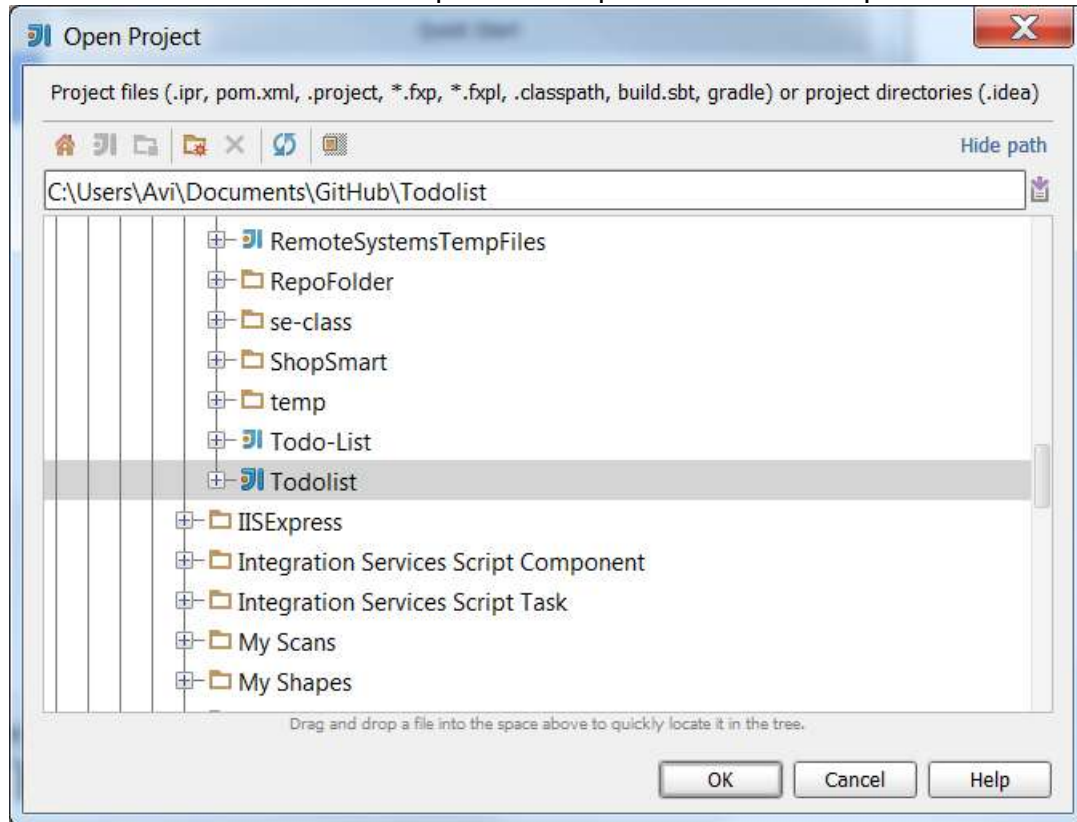 Open Project
Project files (.ipr, pom.xml, .project, *.fxp, *.fxpl, .classpath, build.sbt, gradle) or project directories (.idea)
Hide path
C:\Users\Avi\Documents\GitHub\Todolist
RemoteSystemsTempFiles
RepoFolder
se-class
ShopSmart
temp
Todo-List
Todolist
IISExpress
Integration Services Script Component
Integration Services Script Task
My Scans
My Shapes
Drag and drop a file into the space above to quickly locate it in the tree.
OK Cancel Help